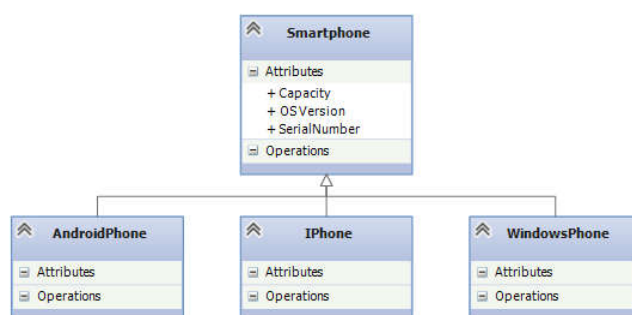 Smartphone
Attributes
+ Capacity
+ OSVersion
+ SerialNumber
Operations
AndroidPhone
Attributes
Operations
IPhone
Attributes
Operations
WindowsPhone
Attributes
Operations